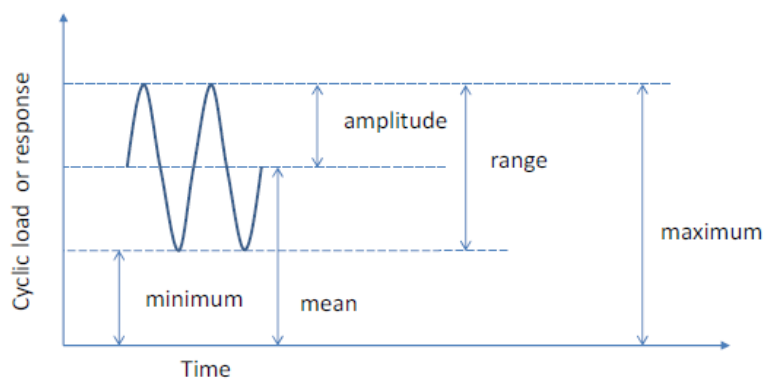 Cyclic load or response
amplitude
range
maximum
minimum
mean
Time